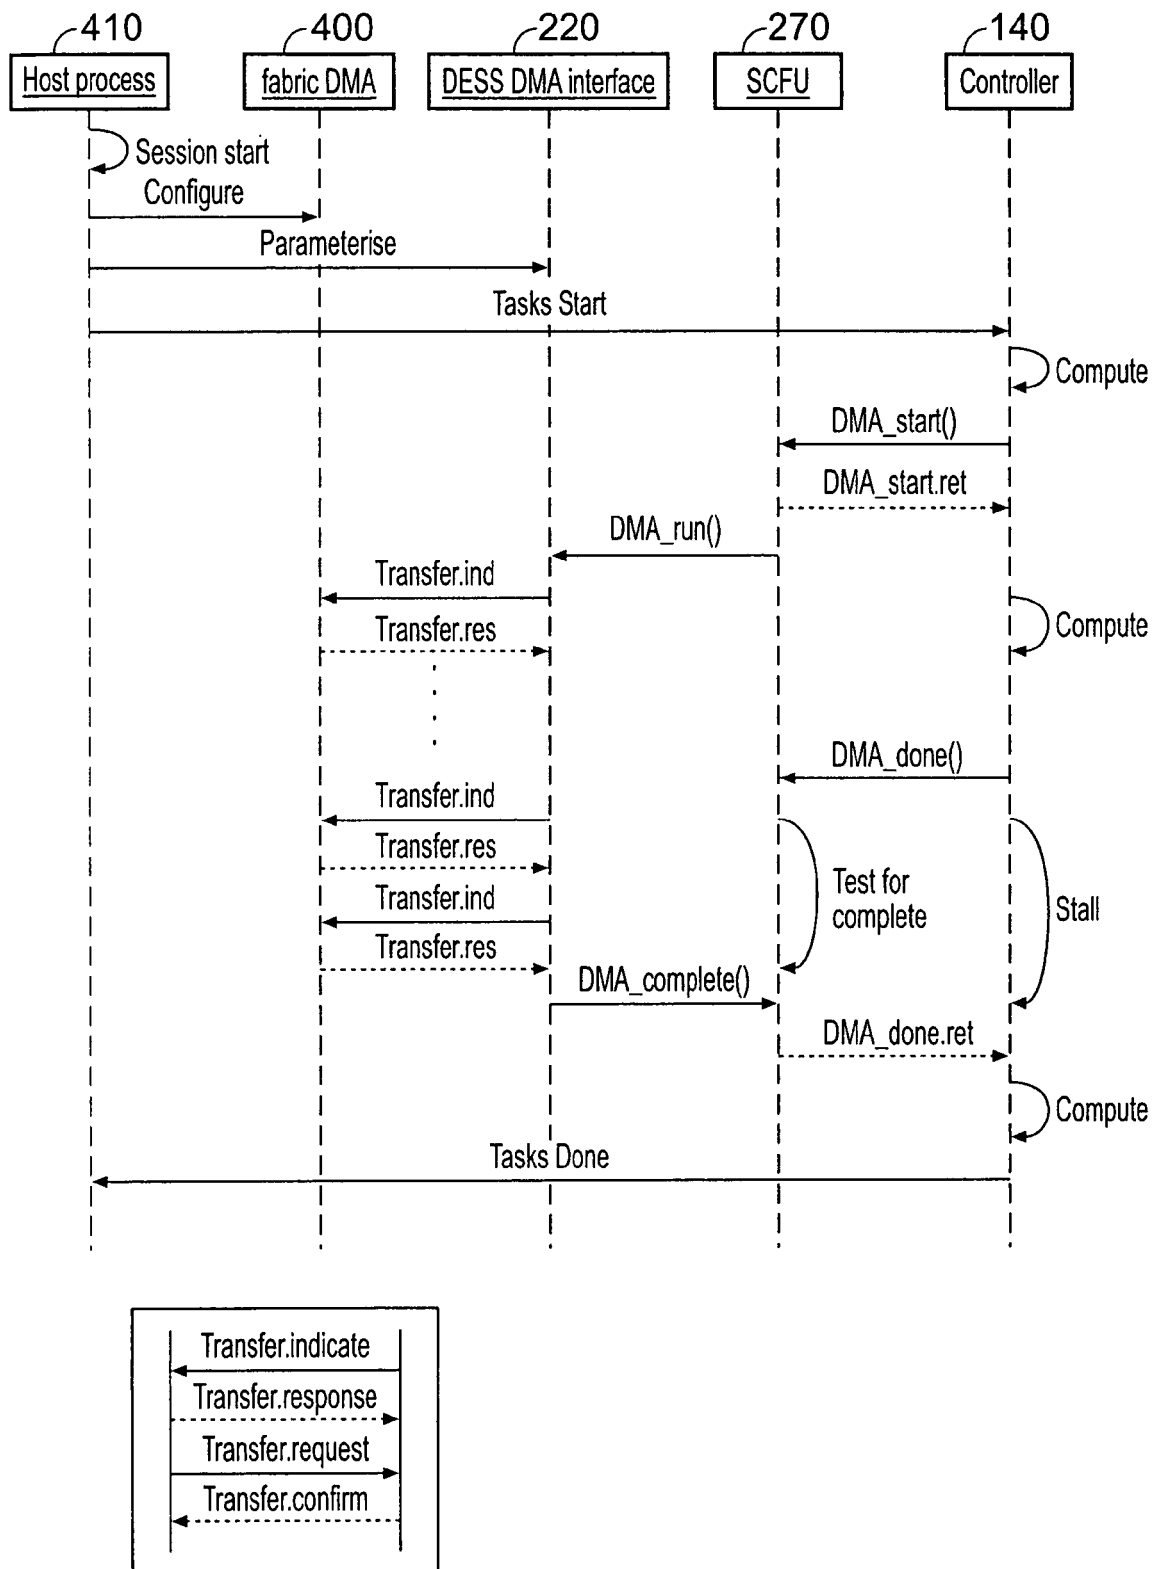 410
400
220
270
140
Host process
fabric DMA
DESS DMA interface
SCFU
Controller
Session start
Configure
Parameterise
Tasks Start
Compute
DMA_start()
DMA_start.ret
DMA_run()
Transfer.ind
Transfer.res
Compute
DMA_done()
Transfer.ind
Transfer.res
Transfer.ind
Transfer.res
Test for
complete
Stall
DMA_complete()
DMA_done.ret
Compute
Tasks Done
Transfer.indicate
Transfer.response
Transfer.request
Transfer.confirm